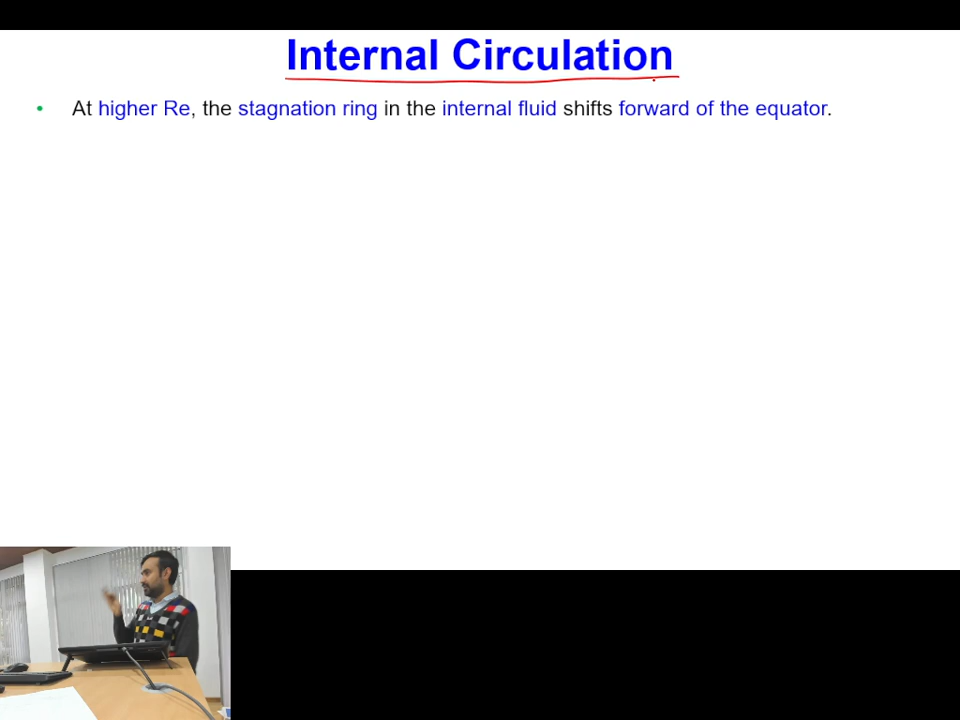 Internal Circulation
• At higher Re, the stagnation ring in the internal fluid shifts forward of the equator.